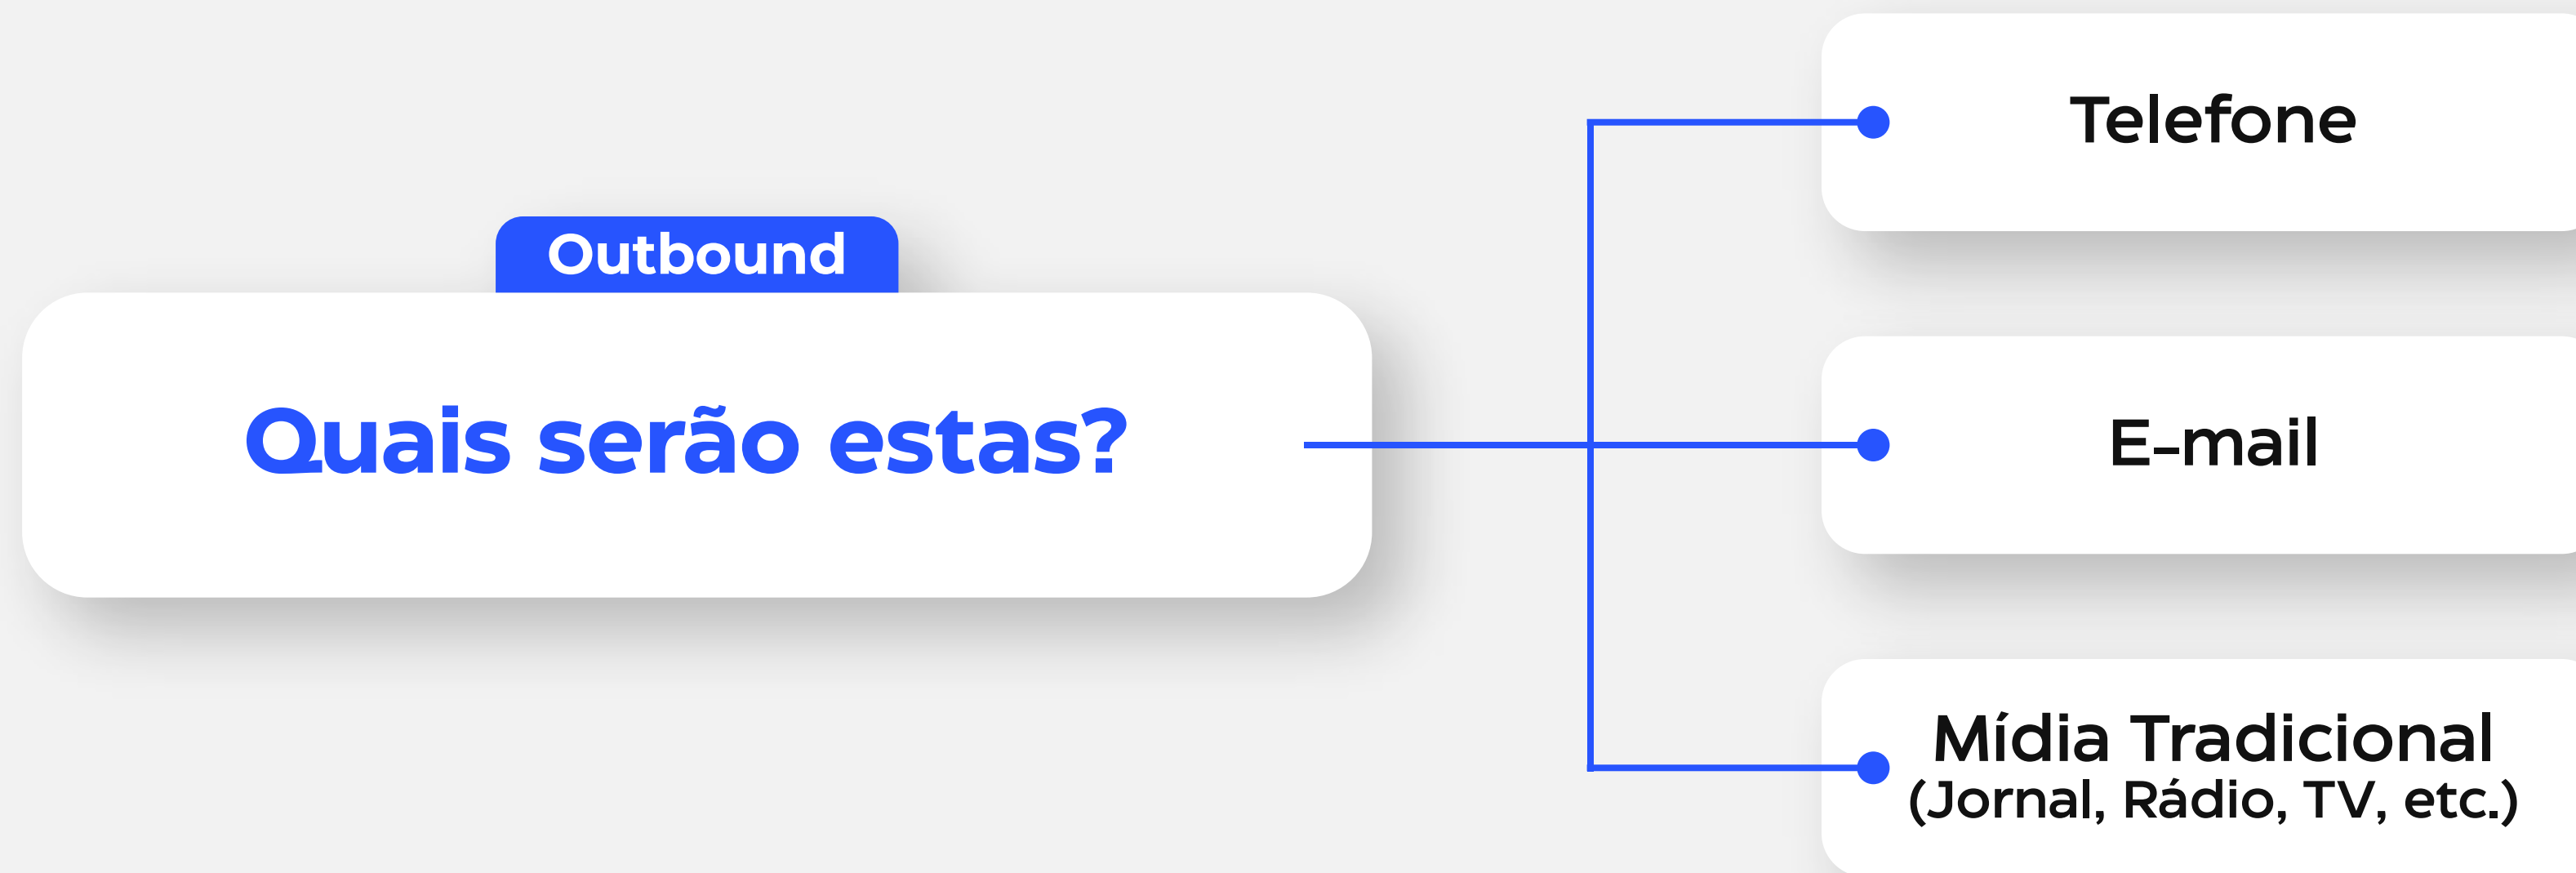 Outbound
Quais serão estas?
Telefone
E-mail
Mídia Tradicional
(Jornal, Rádio, TV, etc.)